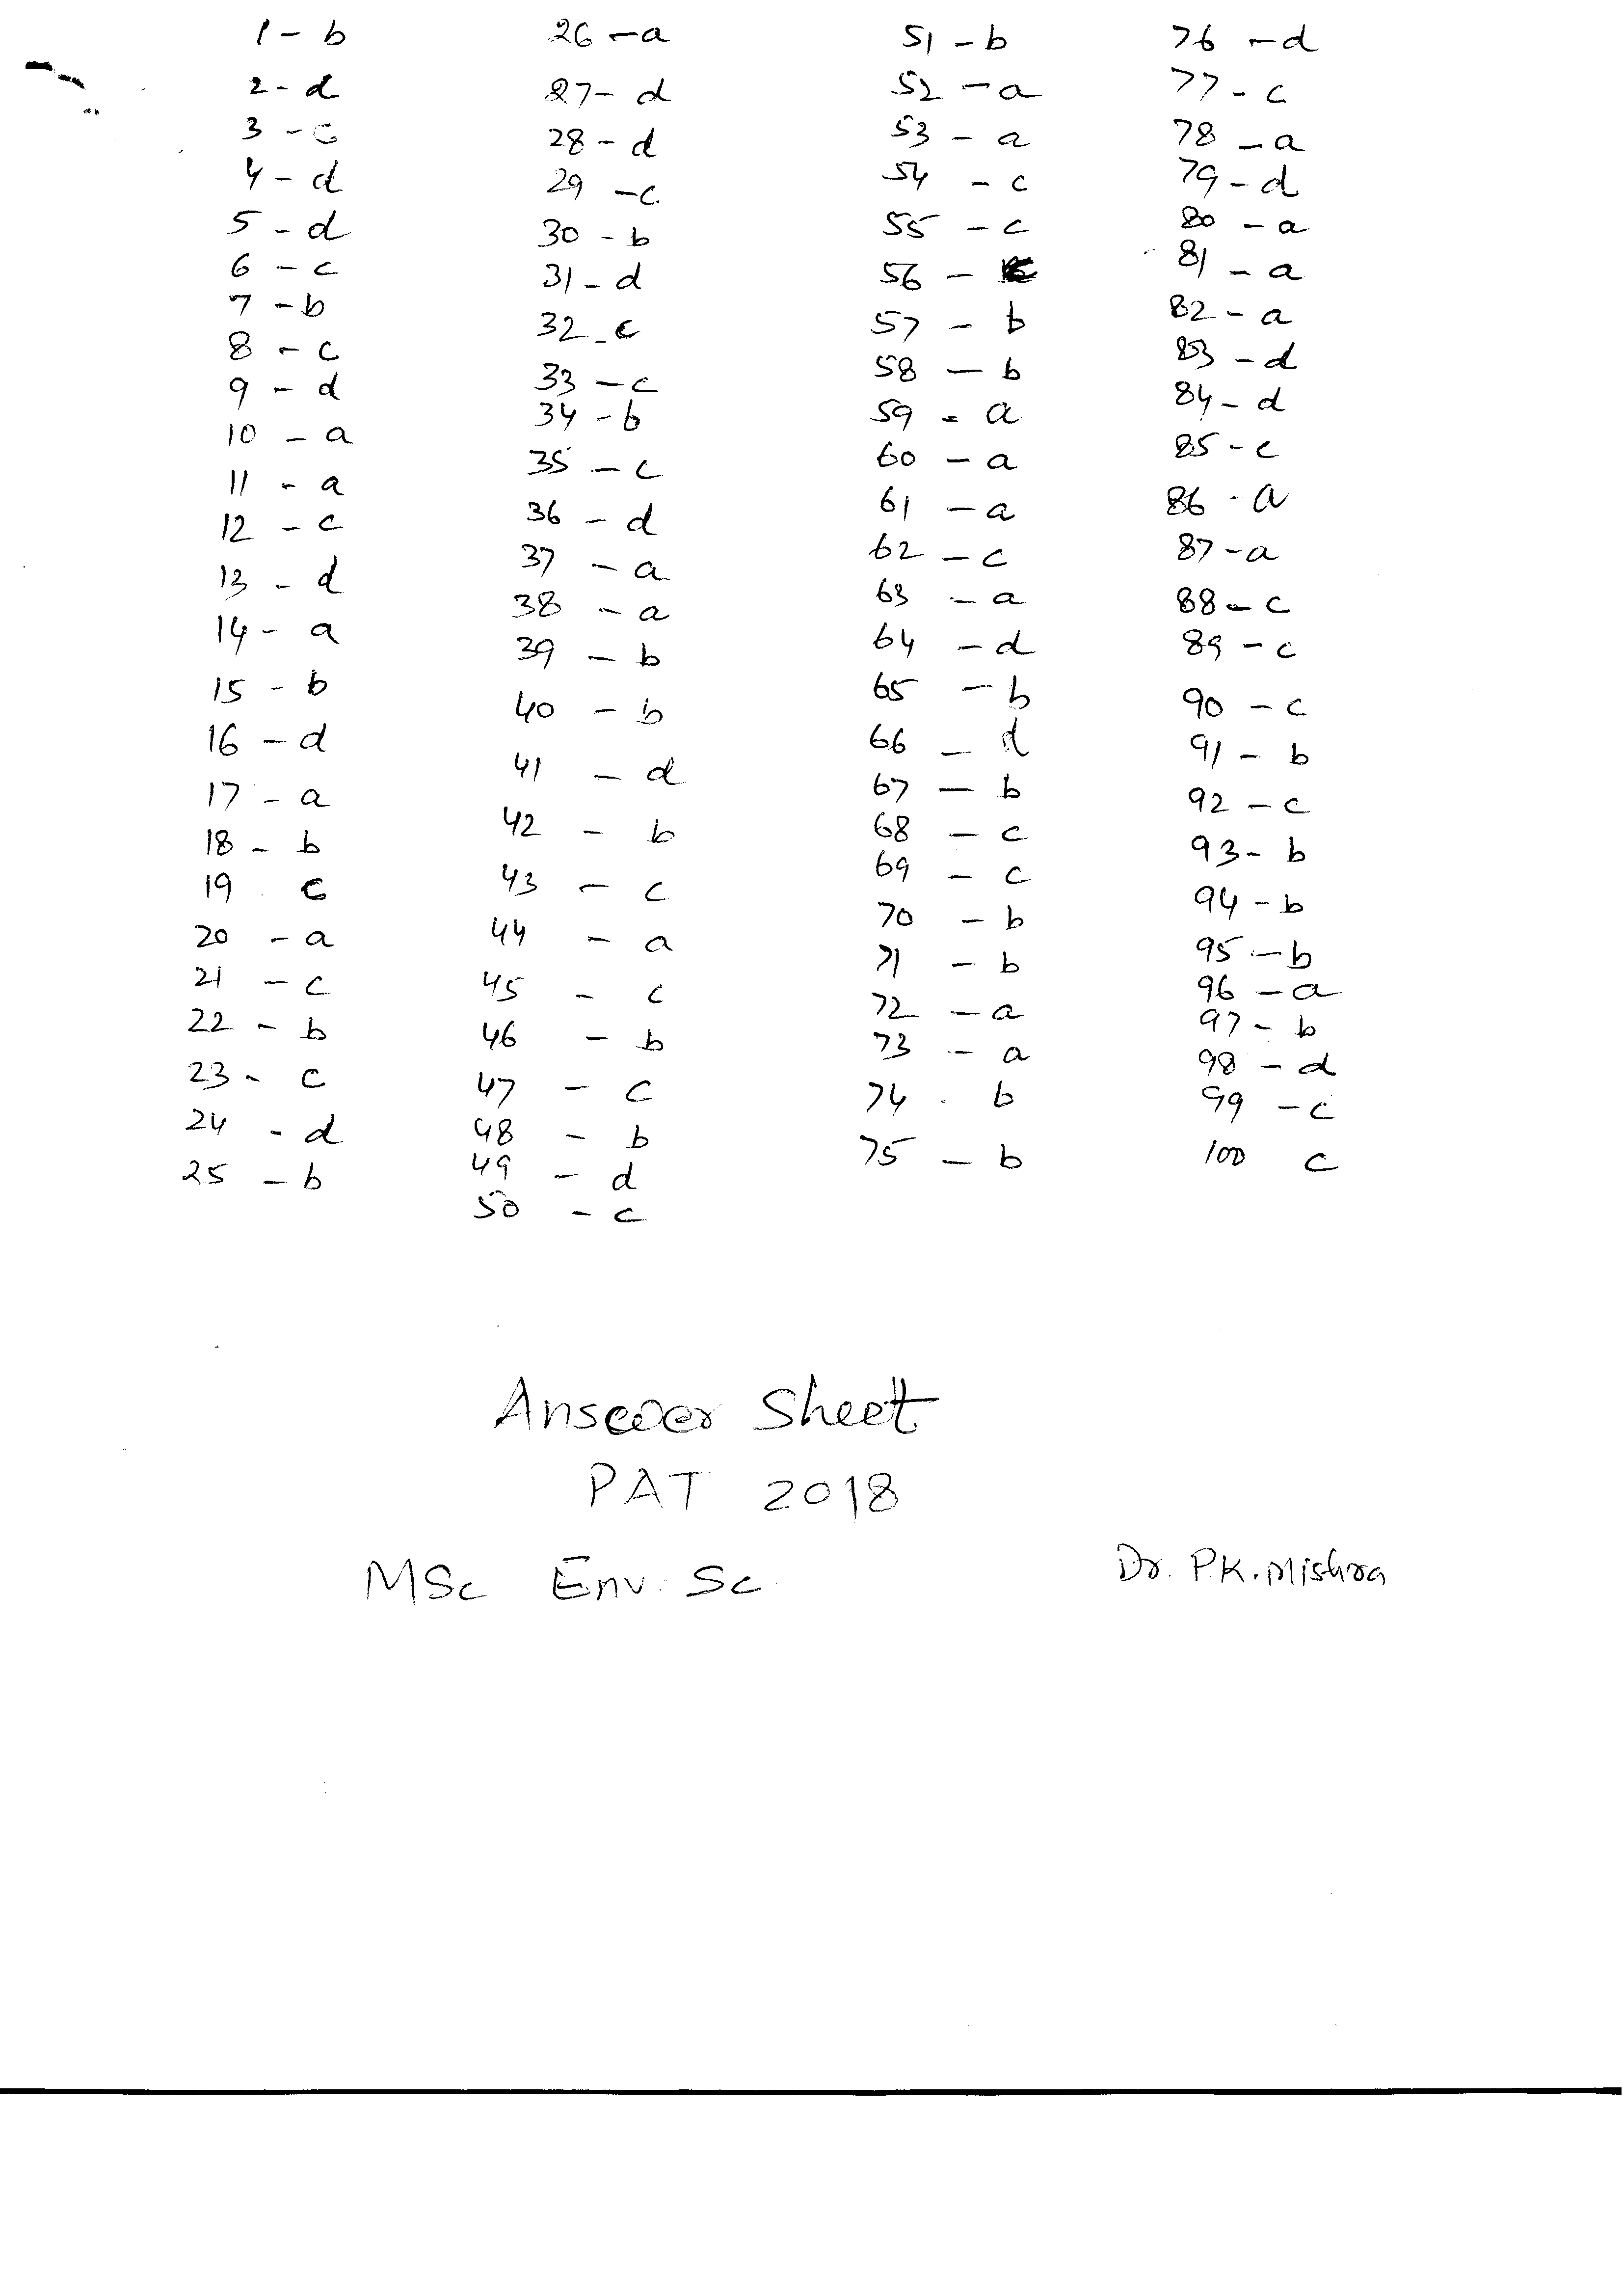 1 - b
2 - d
3 - c
4 - d
5 - d
6 - c
7 - b
8 - c
9 - d
10 - a
11 - a
12 - c
13 - d
14 - a
15 - b
16 - d
17 - a
18 - b
19 c
20 - a
21 - c
22 - b
23 - c
24 - d
25 - b
26 - a
27 - d
28 - d
29 - c
30 - b
31 - d
32 - c
33 - c
34 - b
35 - c
36 - d
37 - a
38 - a
39 - b
40 - b
41 - d
42 - b
43 - c
44 - a
45 - c
46 - b
47 - c
48 - b
49 - d
50 - c
51 - b
52 - a
53 - a
54 - c
55 - c
56 -
57 - b
58 - b
59 - a
60 - a
61 - a
62 - c
63 - a
64 - d
65 - b
66 - d
67 - b
68 - c
69 - c
70 - b
71 - b
72 - a
73 - a
74 - b
75 - b
76 - d
77 - c
78 - a
79 - d
80 - a
81 - a
82 - a
83 - d
84 - d
85 - c
86 - a
87 - a
88 - c
89 - c
90 - c
91 - b
92 - c
93 - b
94 - b
95 - b
96 - a
97 - b
98 - d
99 - c
100 c
Answer Sheet
PAT 2018
MSc Env. Sc
Dr. P.K. Mishra